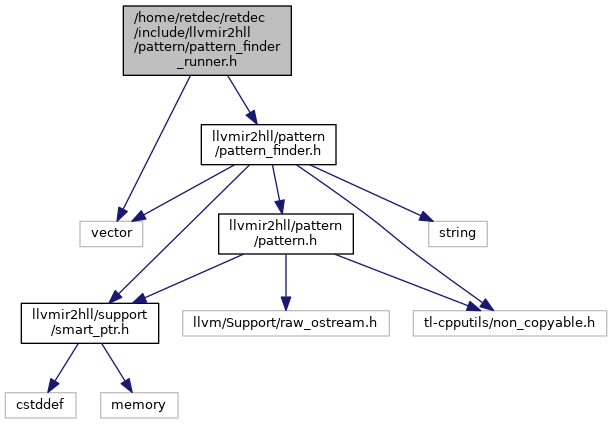 /home/retdec/retdec
/include/llvmir2hll
/pattern/pattern_finder
_runner.h
llvmir2hll/pattern
/pattern_finder.h
vector
llvmir2hll/pattern
/pattern.h
string
llvmir2hll/support
/smart_ptr.h
llvm/Support/raw_ostream.h
tl-cpputils/non_copyable.h
cstddef
memory